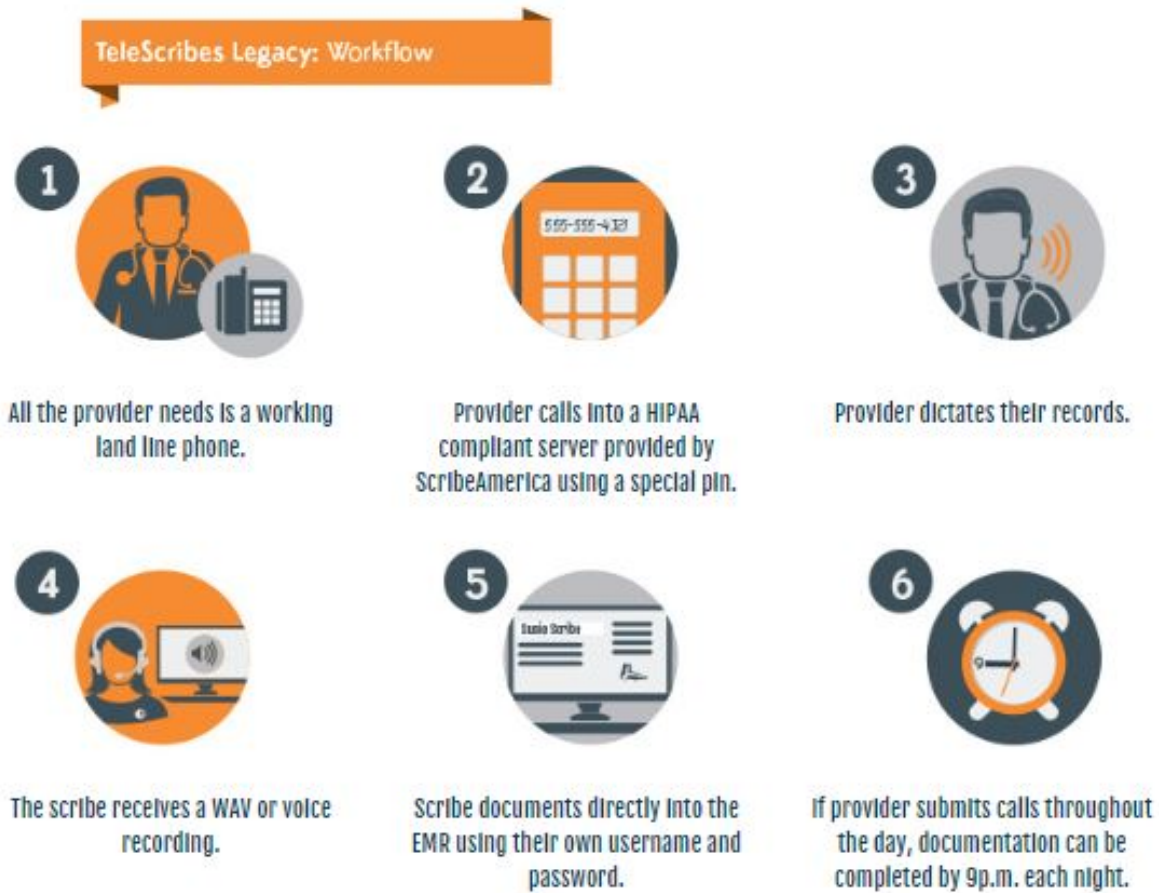 TeleScribes Legacy: Workflow
1
2
3
555-555-4321
All the provider needs is a working
land line phone.
Provider calls into a HIPAA
compliant server provided by
ScribeAmerica using a special pin.
Provider dictates their records.
4
5
6
Susie Scribe
9
The scribe receives a WAV or voice
recording.
Scribe documents directly into the
EMR using their own username and
password.
If provider submits calls throughout
the day, documentation can be
completed by 9p.m. each night.